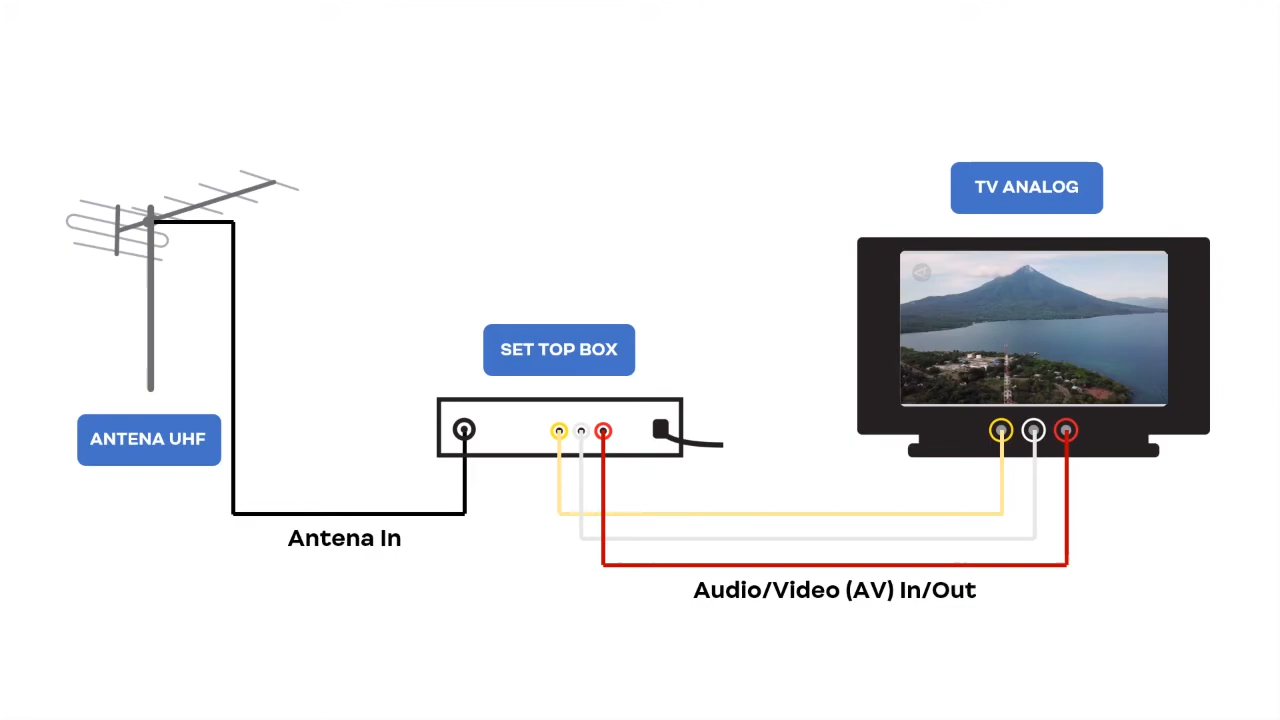 TV ANALOG
SET TOP BOX
ANTENA UHF
Antena In
Audio/Video (AV) In/Out